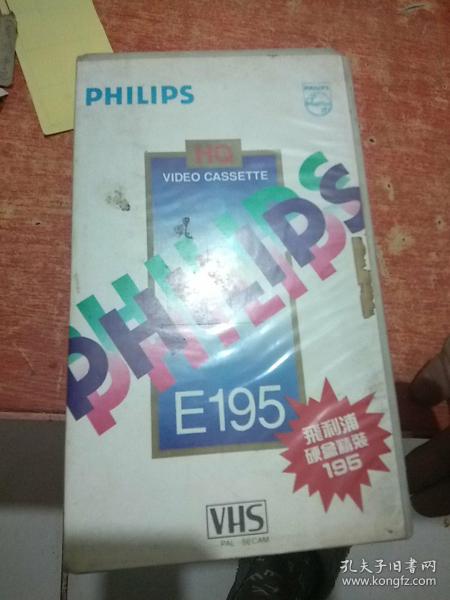 PHILIPS
PHILIPS
HQ
VIDEO CASSETTE
PHILIPS
E195
飛利浦
硬盒精裝
195
VHS
PAL SECAM
孔夫子旧书网
www.kongfz.com